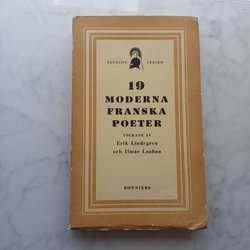 PANACHE SERIEN
19
MODERNA
FRANSKA
POETER
TOLKADE AV
Erik Lindegren
och Ilmar Laaban
BONNIERS